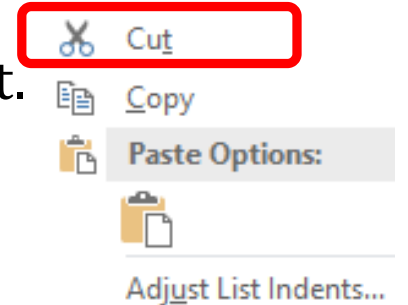 Cut
t.
Copy
Paste Options:
Adjust List Indents...